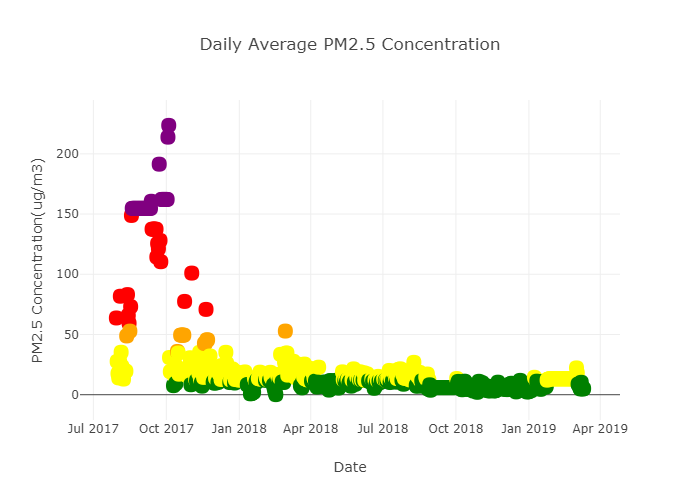 Daily Average PM2.5 Concentration
PM2.5 Concentration(ug/m3)
200
150
100
50
0
Jul 2017 Oct 2017 Jan 2018 Apr 2018 Jul 2018 Oct 2018 Jan 2019 Apr 2019
Date